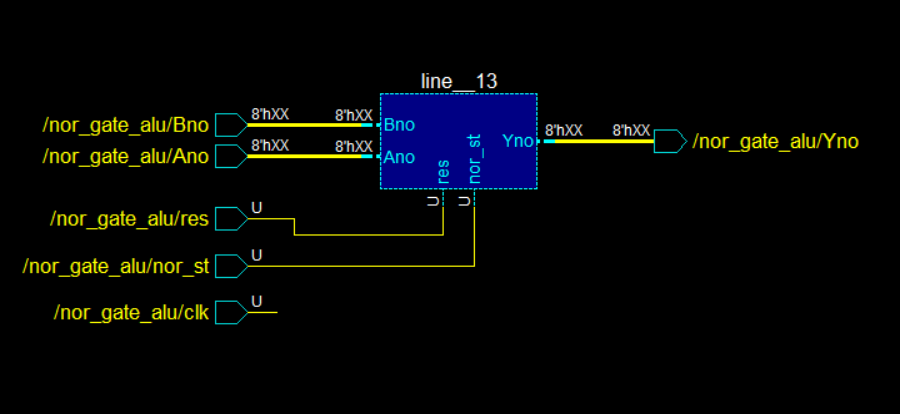 line__13
/nor_gate_alu/Bno 8'hXX 8'hXX Bno
/nor_gate_alu/Ano 8'hXX 8'hXX Ano
Yno 8'hXX 8'hXX /nor_gate_alu/Yno
res nor_st
U U
/nor_gate_alu/res U
/nor_gate_alu/nor_st U
/nor_gate_alu/clk U